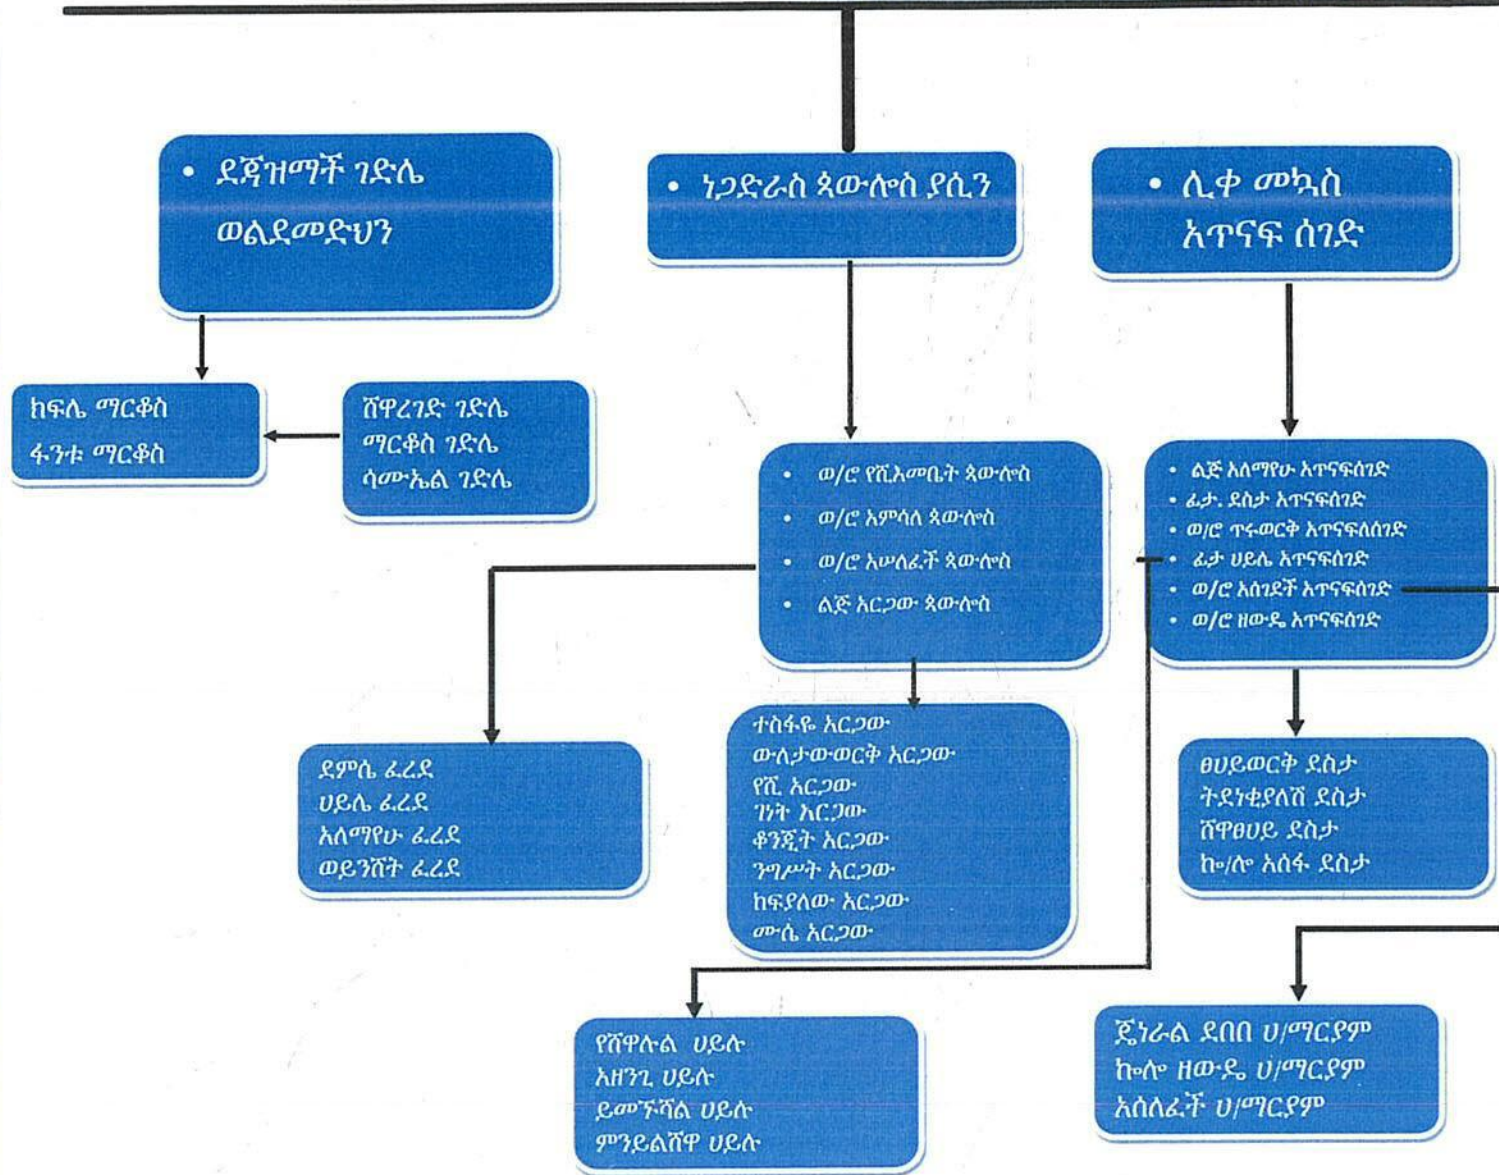 • ደጃዝማች ገድሌ
ወልደመድህን
• ነጋድራስ ጳውሎስ ያሲን
• ሊቀ መኳስ
አጥናፍ ሰገድ
ክፍሌ ማርቆስ
ፋንቱ ማርቆስ
ሸዋረገድ ገድሌ
ማርቆስ ገድሌ
ሳሙኤል ገድሌ
• ወ/ሮ የሺእመቤት ጳውሎስ
• ወ/ሮ አምሳለ ጳውሎስ
• ወ/ሮ አሠለፈች ጳውሎስ
• ልጅ አርጋው ጳውሎስ
• ልጅ አለማየሁ አጥናፍሰገድ
• ፊታ. ደስታ አጥናፍሰገድ
• ወ/ሮ ጥሩወርቅ አጥናፍለሰገድ
• ፊታ ሀይሌ አጥናፍሰገድ
• ወ/ሮ አሰገደች አጥናፍሰገድ
• ወ/ሮ ዘውዴ አጥናፍሰገድ
ደምሴ ፈረደ
ሀይሌ ፈረደ
አለማየሁ ፈረደ
ወይንሸት ፈረደ
ተስፋዬ አርጋው
ውለታውወርቅ አርጋው
የሺ አርጋው
ገነት አርጋው
ቆንጂት አርጋው
ንግሥት አርጋው
ከፍያለው አርጋው
ሙሴ አርጋው
ፀሀይወርቅ ደስታ
ትደነቂያለሽ ደስታ
ሸዋፀሀይ ደስታ
ኰ/ሎ አሰፋ ደስታ
የሸዋሉል ሀይሉ
አዘንጊ ሀይሉ
ይመኙሻል ሀይሉ
ምንይልሸዋ ሀይሉ
ጄነራል ደበበ ሀ/ማርያም
ኰሎ ዘውዴ ሀ/ማርያም
አሰለፈች ሀ/ማርያም